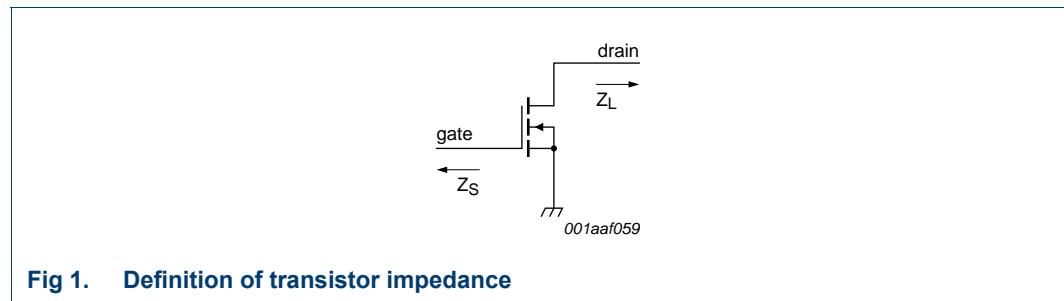 drain
Z_L
gate
Z_S
001aaf059
Fig 1. Definition of transistor impedance